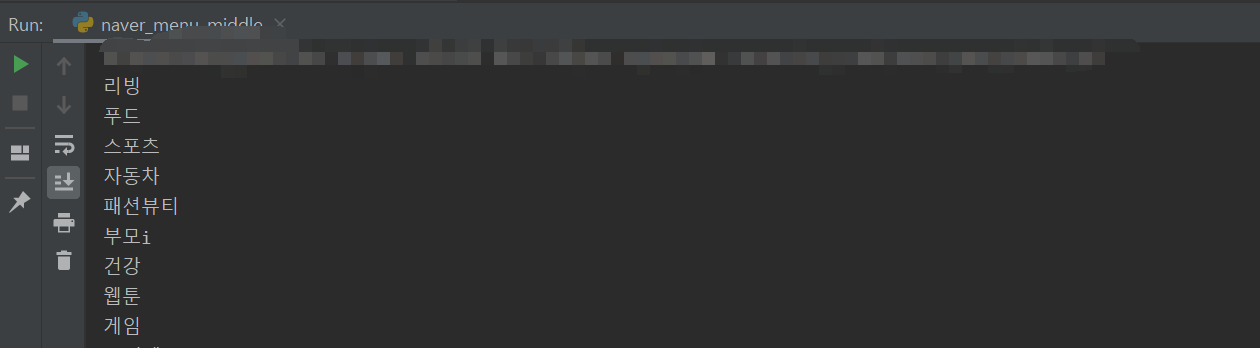 Run: naver_menu_middle
리빙
푸드
스포츠
자동차
패션뷰티
부모i
건강
웹툰
게임